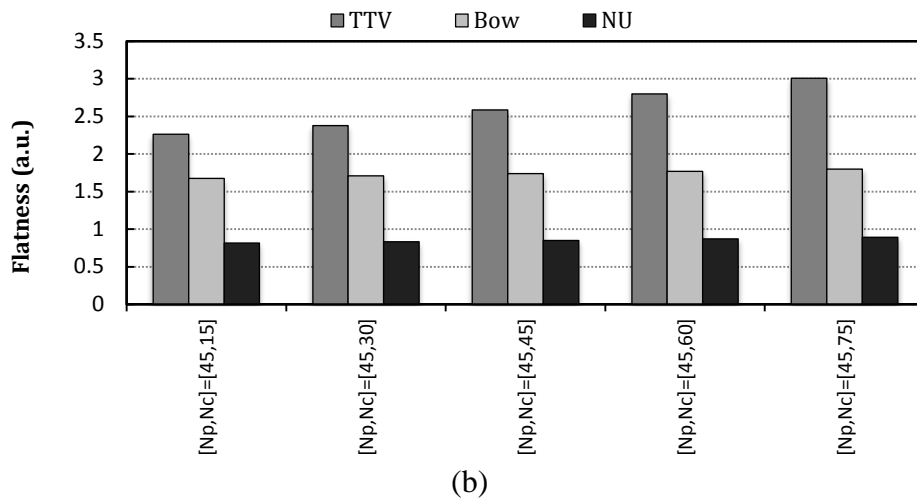 TTV Bow NU
3.5
3
2.5
2
1.5
1
0.5
0
Flatness (a.u.)
[Np,Nc]=[45,15]
[Np,Nc]=[45,30]
[Np,Nc]=[45,45]
[Np,Nc]=[45,60]
[Np,Nc]=[45,75]
(b)